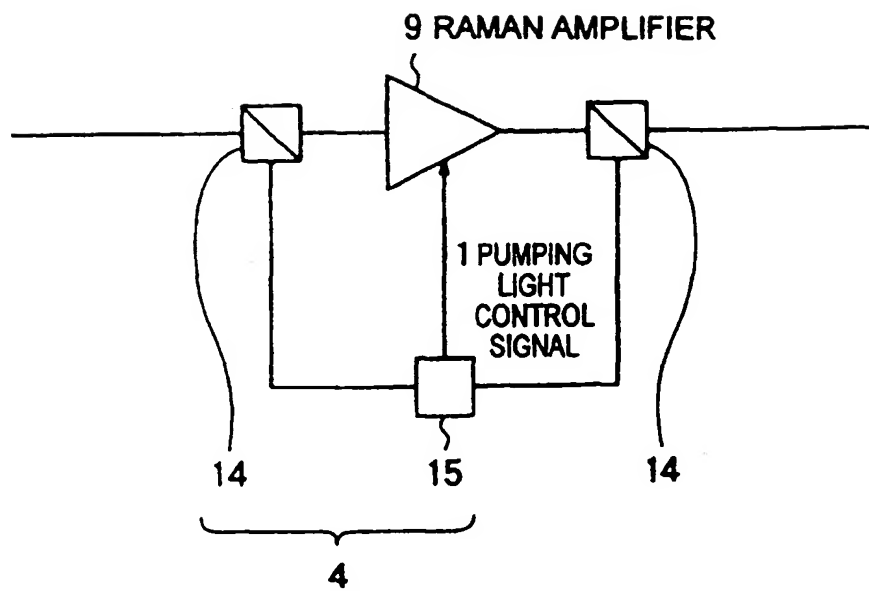 9 RAMAN AMPLIFIER
1 PUMPING
LIGHT
CONTROL
SIGNAL
14
15
14
4